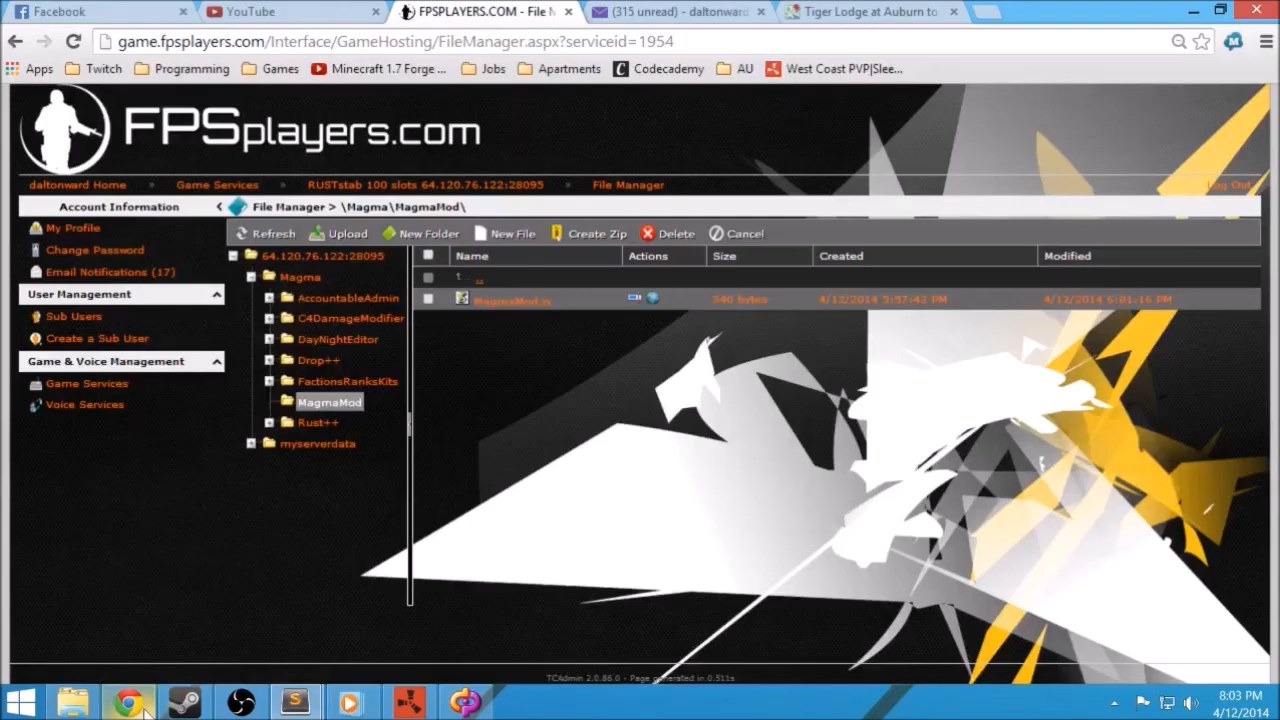 Facebook
YouTube
FPSPLAYERS.COM - File M
(315 unread) - daltonward
Tiger Lodge at Auburn to
game.fpsplayers.com/Interface/GameHosting/FileManager.aspx?serviceid=1954
Apps Twitch Programming Games Minecraft 1.7 Forge ... Jobs Apartments Codecademy AU West Coast PVP|Slee...
FPSplayers.com
daltonward Home » Game Services » RUSTstab 100 slots 64.120.76.122:28095 » File Manager Log Out
Account Information
File Manager > \Magma\MagmaMod\
My Profile
Change Password
Email Notifications (17)
User Management
Sub Users
Create a Sub User
Game & Voice Management
Game Services
Voice Services
Refresh Upload New Folder New File Create Zip Delete Cancel
64.120.76.122:28095
Magma
AccountableAdmin
C4DamageModifier
DayNightEditor
Drop++
FactionsRanksKits
MagmaMod
Rust++
myserverdata
Name Actions Size Created Modified
..
MagmaMod.js 340 bytes 4/12/2014 5:57:42 PM 4/12/2014 6:01:16 PM
TCAdmin 2.0.86.0 - Page generated in 0.511s
8:03 PM
4/12/2014